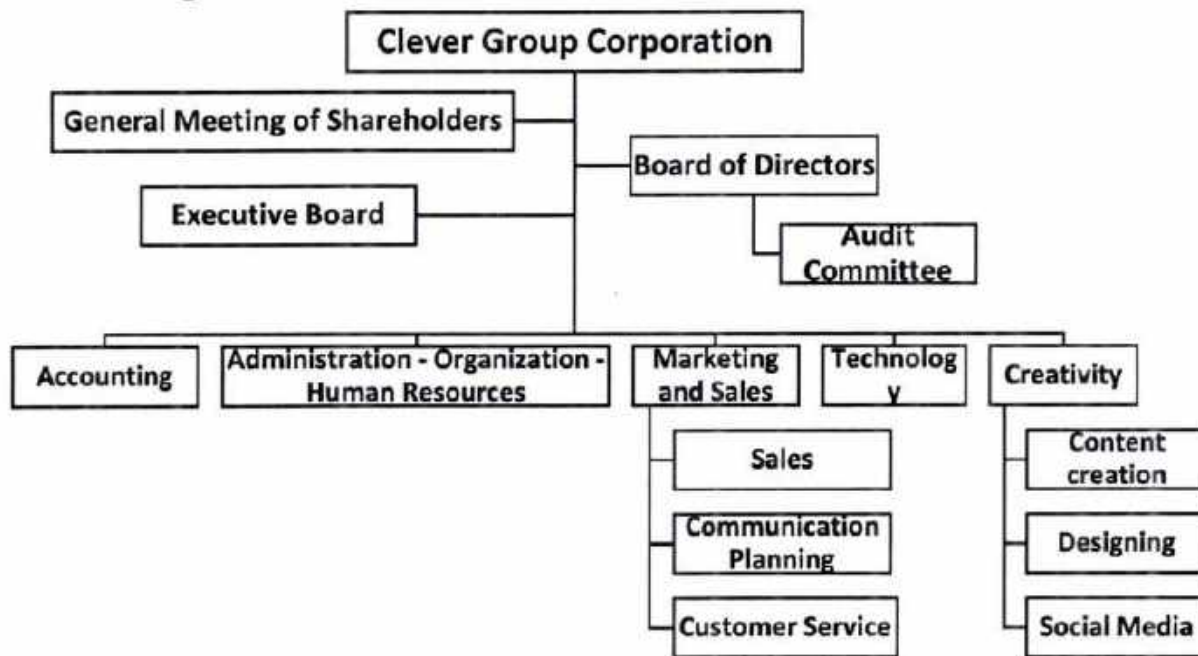 Clever Group Corporation
General Meeting of Shareholders
Board of Directors
Executive Board
Audit
Committee
Accounting
Administration - Organization -
Human Resources
Marketing
and Sales
Technolog
y
Creativity
Sales
Communication
Planning
Customer Service
Content
creation
Designing
Social Media